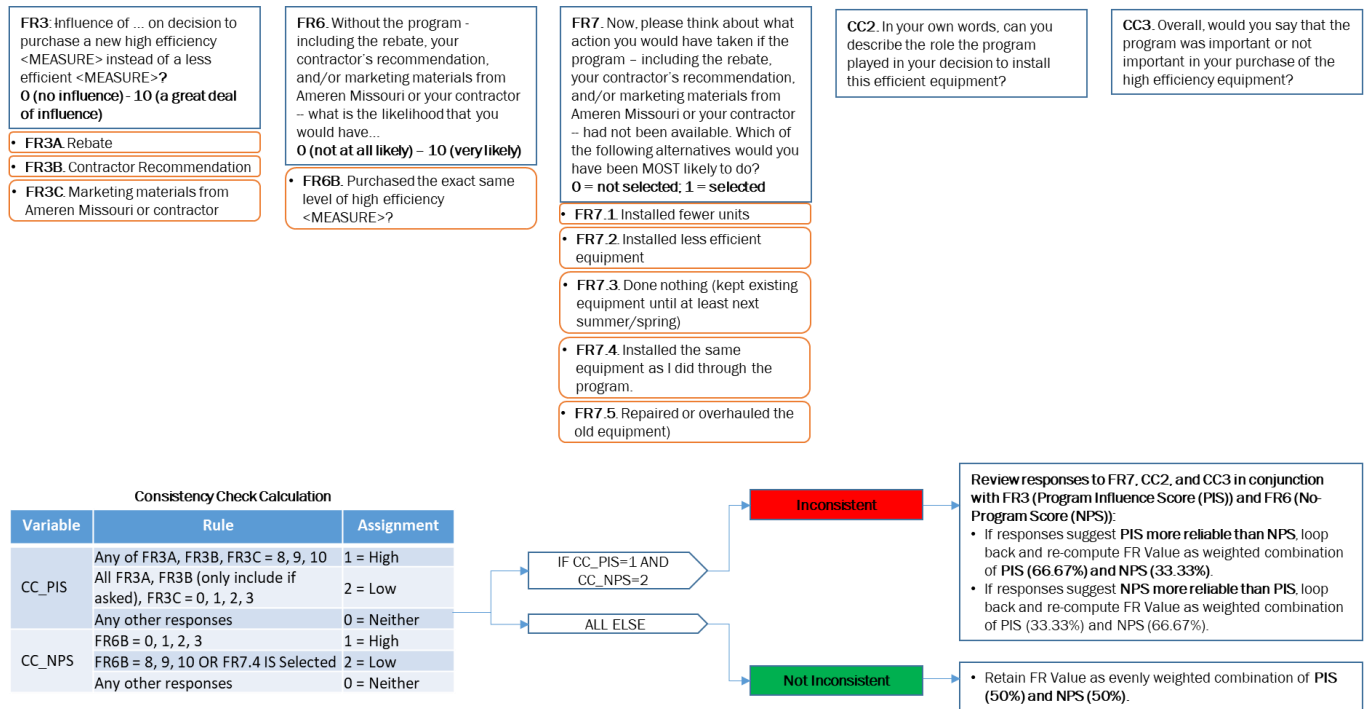 FR3: Influence of ... on decision to
purchase a new high efficiency
<MEASURE> instead of a less
efficient <MEASURE>?
0 (no influence) - 10 (a great deal
of influence)
• FR3A. Rebate
• FR3B. Contractor Recommendation
• FR3C. Marketing materials from
Ameren Missouri or contractor
FR6. Without the program -
including the rebate, your
contractor's recommendation,
and/or marketing materials from
Ameren Missouri or your contractor
-- what is the likelihood that you
would have...
0 (not at all likely) – 10 (very likely)
• FR6B. Purchased the exact same
level of high efficiency
<MEASURE>?
FR7. Now, please think about what
action you would have taken if the
program – including the rebate,
your contractor's recommendation,
and/or marketing materials from
Ameren Missouri or your contractor
-- had not been available. Which of
the following alternatives would you
have been MOST likely to do?
0 = not selected; 1 = selected
• FR7.1. Installed fewer units
• FR7.2. Installed less efficient
equipment
• FR7.3. Done nothing (kept existing
equipment until at least next
summer/spring)
• FR7.4. Installed the same
equipment as I did through the
program.
• FR7.5. Repaired or overhauled the
old equipment)
CC2. In your own words, can you
describe the role the program
played in your decision to install
this efficient equipment?
CC3. Overall, would you say that the
program was important or not
important in your purchase of the
high efficiency equipment?
Consistency Check Calculation
Variable Rule Assignment
CC_PIS
Any of FR3A, FR3B, FR3C = 8, 9, 10 1 = High
All FR3A, FR3B (only include if
asked), FR3C = 0, 1, 2, 3 2 = Low
Any other responses 0 = Neither
CC_NPS
FR6B = 0, 1, 2, 3 1 = High
FR6B = 8, 9, 10 OR FR7.4 IS Selected 2 = Low
Any other responses 0 = Neither
IF CC_PIS=1 AND
CC_NPS=2
ALL ELSE
Inconsistent
Not Inconsistent
Review responses to FR7, CC2, and CC3 in conjunction
with FR3 (Program Influence Score (PIS)) and FR6 (No-
Program Score (NPS)):
• If responses suggest PIS more reliable than NPS, loop
back and re-compute FR Value as weighted combination
of PIS (66.67%) and NPS (33.33%).
• If responses suggest NPS more reliable than PIS, loop
back and re-compute FR Value as weighted combination
of PIS (33.33%) and NPS (66.67%).
• Retain FR Value as evenly weighted combination of PIS
(50%) and NPS (50%).